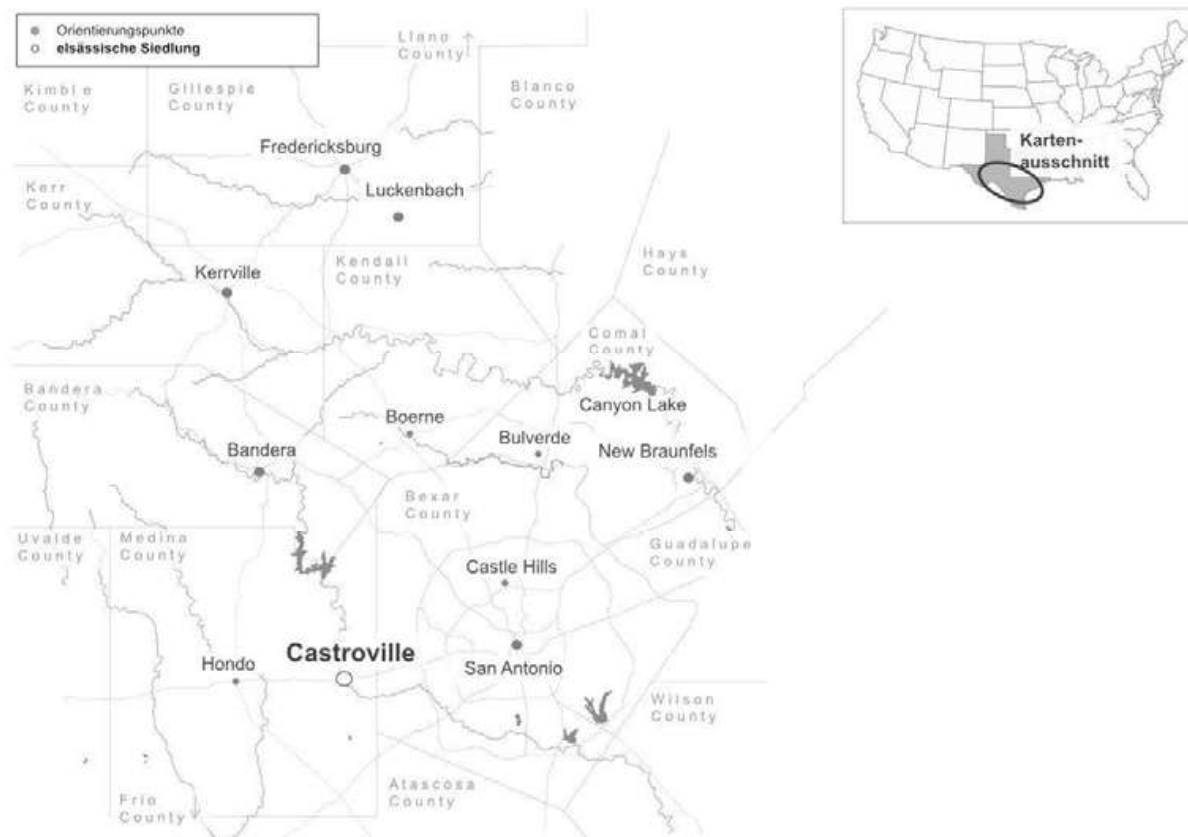 Orientierungspunkte
elsässische Siedlung
Llano
County
Kimble
County
Gillespie
County
Blanco
County
Karten-
ausschnitt
Fredericksburg
Luckenbach
Kerr
County
Kendall
County
Hays
County
Kerrville
Comal
County
Bandera
County
Canyon Lake
Boerne
Bulverde
Bandera
New Braunfels
Bexar
County
Uvalde
County
Medina
County
Guadalupe
County
Castle Hills
Castroville
Hondo
San Antonio
Wilson
County
Atascosa
County
Frio
County